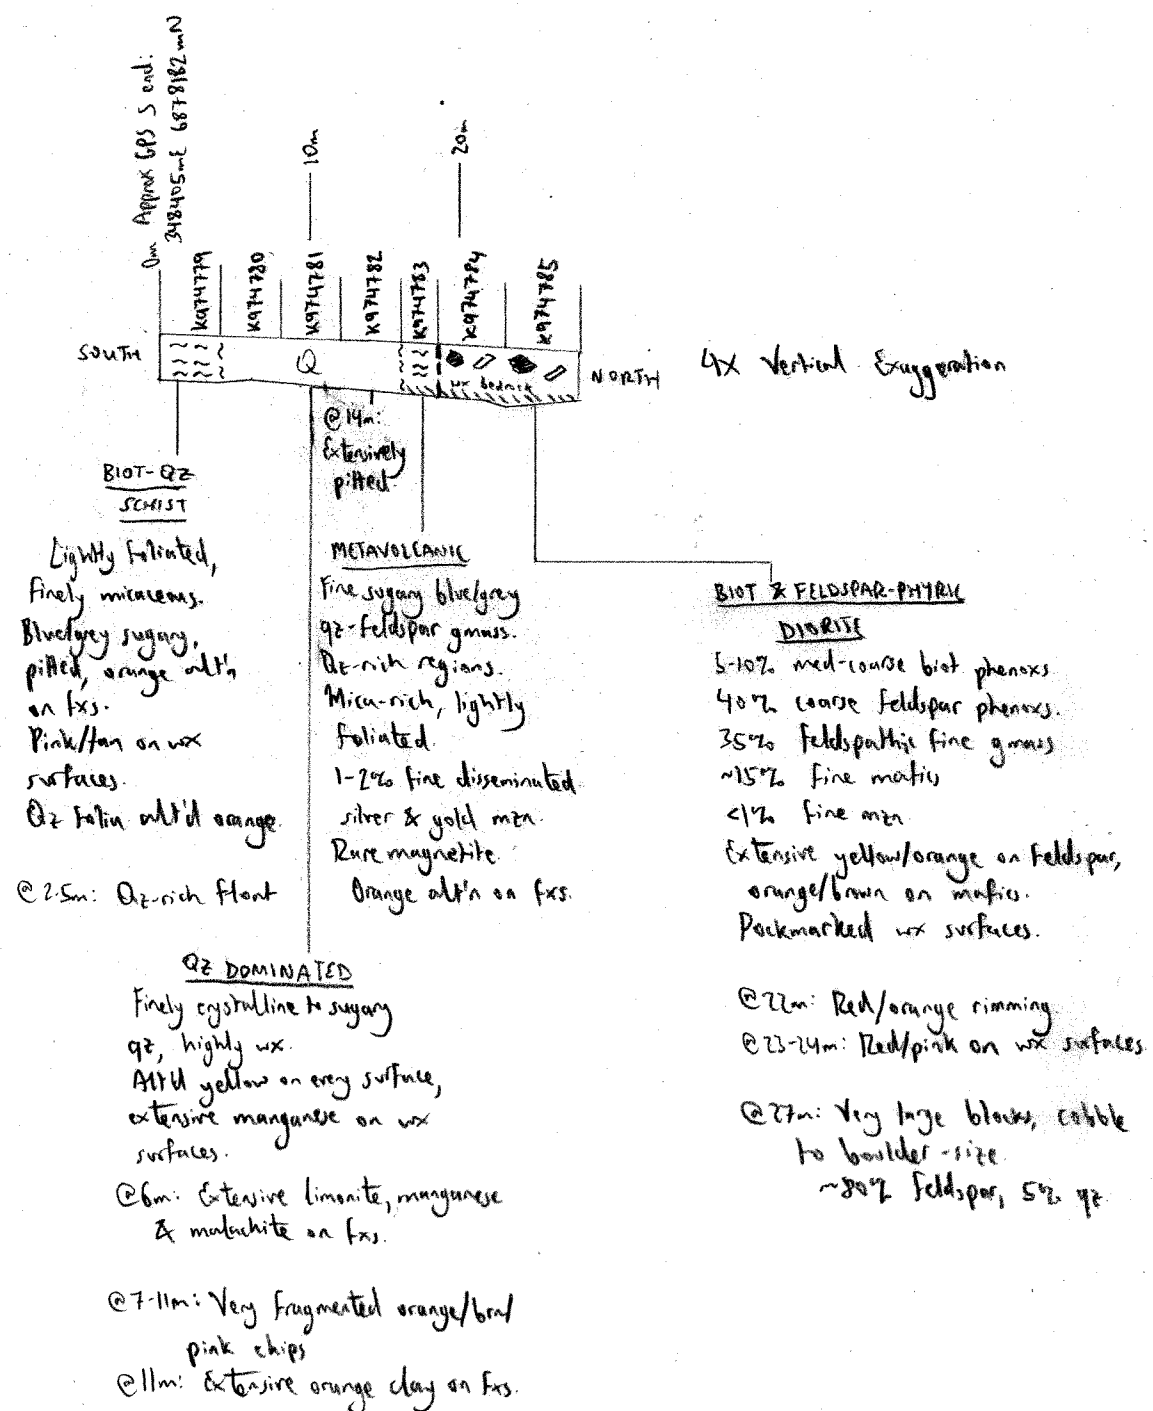 0m Approx GPS S end:
348405mE 6878182mN
10m
20m
K974779
K974780
K974781
K974782
K974783
K974784
K974785
SOUTH
Q
wx bedrock
NORTH
4X Vertical Exaggeration
@14m:
Extensively
pitted
BIOT-QZ
SCHIST
Lightly foliated,
finely micaceous.
Blue/grey sugary,
pitted, orange alt'n
on fxs.
Pink/tan on wx
surfaces.
Qz folia alt'd orange.
@2.5m: Qz-rich float
METAVOLCANIC
Fine sugary blue/grey
qz-feldspar gmass.
Qz-rich regions.
Mica-rich, lightly
foliated.
1-2% fine disseminated
silver & gold mzn.
Rare magnetite.
Orange alt'n on fxs.
BIOT & FELDSPAR-PHYRIC
DIORITE
5-10% med-coarse biot phenoxs
40% coarse feldspar phenoxs.
35% feldspathic fine gmass
~15% fine mafics
<1% fine mzn
Extensive yellow/orange on feldspar,
orange/brown on mafics.
Pockmarked wx surfaces.
@22m: Red/orange rimming
@23-24m: Red/pink on wx surfaces
@27m: Very large blocks, cobble
to boulder-size.
~80% feldspar, 5% qz
QZ DOMINATED
Finely crystalline to sugary
qz, highly wx.
Alt'd yellow on every surface,
extensive manganese on wx
surfaces.
@6m: Extensive limonite, manganese
& malachite on fxs.
@7-11m: Very fragmented orange/brn/
pink chips
@11m: Extensive orange clay on fxs.